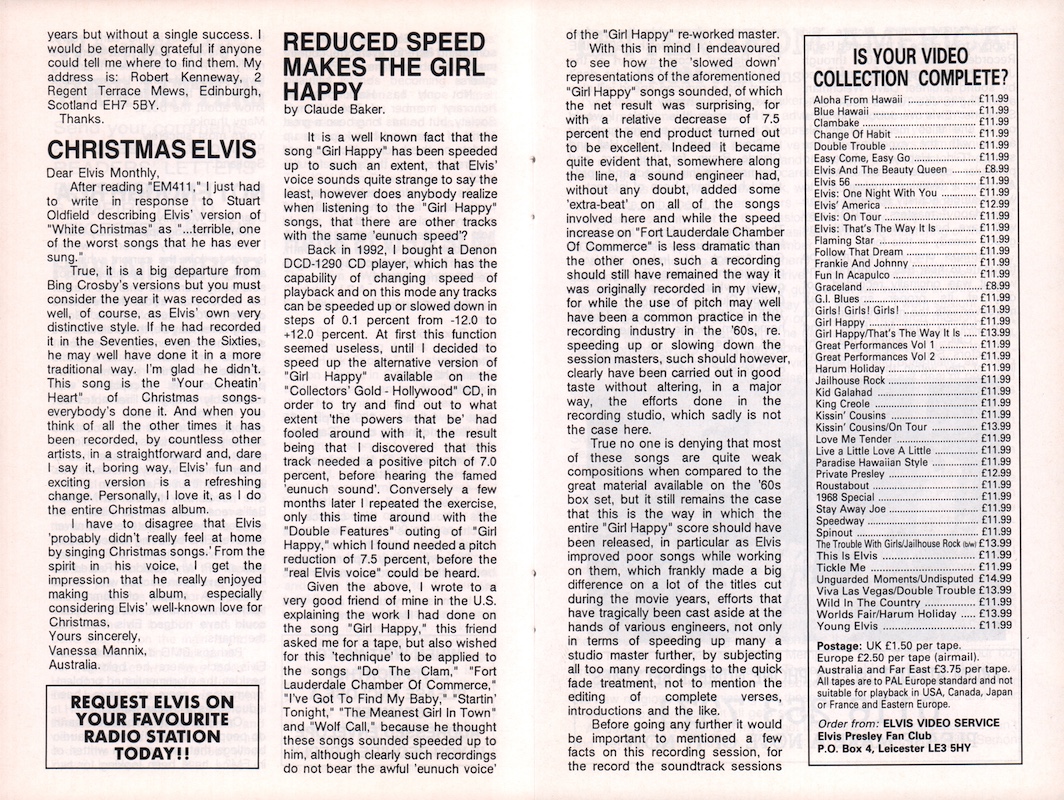 years but without a single success. I
would be eternally grateful if anyone
could tell me where to find them. My
address is: Robert Kenneway, 2
Regent Terrace Mews, Edinburgh,
Scotland EH7 5BY.
Thanks.
CHRISTMAS ELVIS
Dear Elvis Monthly,
After reading "EM411," I just had
to write in response to Stuart
Oldfield describing Elvis' version of
"White Christmas" as "...terrible, one
of the worst songs that he has ever
sung."
True, it is a big departure from
Bing Crosby's versions but you must
consider the year it was recorded as
well, of course, as Elvis' own very
distinctive style. If he had recorded
it in the Seventies, even the Sixties,
he may well have done it in a more
traditional way. I'm glad he didn't.
This song is the "Your Cheatin'
Heart" of Christmas songs-
everybody's done it. And when you
think of all the other times it has
been recorded, by countless other
artists, in a straightforward and, dare
I say it, boring way, Elvis' fun and
exciting version is a refreshing
change. Personally, I love it, as I do
the entire Christmas album.
I have to disagree that Elvis
'probably didn't really feel at home
by singing Christmas songs.' From the
spirit in his voice, I get the
impression that he really enjoyed
making this album, especially
considering Elvis' well-known love for
Christmas,
Yours sincerely,
Vanessa Mannix,
Australia.
REQUEST ELVIS ON
YOUR FAVOURITE
RADIO STATION
TODAY!!
REDUCED SPEED
MAKES THE GIRL
HAPPY
by Claude Baker.
It is a well known fact that the
song "Girl Happy" has been speeded
up to such an extent, that Elvis'
voice sounds quite strange to say the
least, however does anybody realize
when listening to the "Girl Happy"
songs, that there are other tracks
with the same 'eunuch speed'?
Back in 1992, I bought a Denon
DCD-1290 CD player, which has the
capability of changing speed of
playback and on this mode any tracks
can be speeded up or slowed down in
steps of 0.1 percent from -12.0 to
+12.0 percent. At first this function
seemed useless, until I decided to
speed up the alternative version of
"Girl Happy" available on the
"Collectors' Gold - Hollywood" CD, in
order to try and find out to what
extent 'the powers that be' had
fooled around with it, the result
being that I discovered that this
track needed a positive pitch of 7.0
percent, before hearing the famed
'eunuch sound'. Conversely a few
months later I repeated the exercise,
only this time around with the
"Double Features" outing of "Girl
Happy," which I found needed a pitch
reduction of 7.5 percent, before the
"real Elvis voice" could be heard.
Given the above, I wrote to a
very good friend of mine in the U.S.
explaining the work I had done on
the song "Girl Happy," this friend
asked me for a tape, but also wished
for this 'technique' to be applied to
the songs "Do The Clam," "Fort
Lauderdale Chamber Of Commerce,"
"I've Got To Find My Baby," "Startin'
Tonight," "The Meanest Girl In Town"
and "Wolf Call," because he thought
these songs sounded speeded up to
him, although clearly such recordings
do not bear the awful 'eunuch voice'
of the "Girl Happy" re-worked master.
With this in mind I endeavoured
to see how the 'slowed down'
representations of the aforementioned
"Girl Happy" songs sounded, of which
the net result was surprising, for
with a relative decrease of 7.5
percent the end product turned out
to be excellent. Indeed it became
quite evident that, somewhere along
the line, a sound engineer had,
without any doubt, added some
'extra-beat' on all of the songs
involved here and while the speed
increase on "Fort Lauderdale Chamber
Of Commerce" is less dramatic than
the other ones, such a recording
should still have remained the way it
was originally recorded in my view,
for while the use of pitch may well
have been a common practice in the
recording industry in the '60s, re.
speeding up or slowing down the
session masters, such should however,
clearly have been carried out in good
taste without altering, in a major
way, the efforts done in the
recording studio, which sadly is not
the case here.
True no one is denying that most
of these songs are quite weak
compositions when compared to the
great material available on the '60s
box set, but it still remains the case
that this is the way in which the
entire "Girl Happy" score should have
been released, in particular as Elvis
improved poor songs while working
on them, which frankly made a big
difference on a lot of the titles cut
during the movie years, efforts that
have tragically been cast aside at the
hands of various engineers, not only
in terms of speeding up many a
studio master further, by subjecting
all too many recordings to the quick
fade treatment, not to mention the
editing of complete verses,
introductions and the like.
Before going any further it would
be important to mentioned a few
facts on this recording session, for
the record the soundtrack sessions
IS YOUR VIDEO
COLLECTION COMPLETE?
Aloha From Hawaii .................... £11.99
Blue Hawaii .................... £11.99
Clambake .................... £11.99
Change Of Habit .................... £11.99
Double Trouble .................... £11.99
Easy Come, Easy Go .................... £11.99
Elvis And The Beauty Queen .......... £8.99
Elvis 56 .................... £11.99
Elvis: One Night With You ............ £11.99
Elvis' America .................... £12.99
Elvis: On Tour .................... £11.99
Elvis: That's The Way It Is ............. £11.99
Flaming Star .................... £11.99
Follow That Dream .................... £11.99
Frankie And Johnny .................... £11.99
Fun In Acapulco .................... £11.99
Graceland .................... £8.99
G.I. Blues .................... £11.99
Girls! Girls! Girls! .................... £11.99
Girl Happy .................... £11.99
Girl Happy/That's The Way It Is .... £13.99
Great Performances Vol 1 ............. £11.99
Great Performances Vol 2 ............. £11.99
Harum Holiday .................... £11.99
Jailhouse Rock .................... £11.99
Kid Galahad .................... £11.99
King Creole .................... £11.99
Kissin' Cousins .................... £11.99
Kissin' Cousins/On Tour .............. £13.99
Love Me Tender .................... £11.99
Live a Little Love A Little ............. £11.99
Paradise Hawaiian Style ............... £11.99
Private Presley .................... £12.99
Roustabout .................... £11.99
1968 Special .................... £11.99
Stay Away Joe .................... £11.99
Speedway .................... £11.99
Spinout .................... £11.99
The Trouble With Girls/Jailhouse Rock (b/w) £13.99
This Is Elvis .................... £11.99
Tickle Me .................... £11.99
Unguarded Moments/Undisputed £14.99
Viva Las Vegas/Double Trouble £13.99
Wild In The Country ................ £11.99
Worlds Fair/Harum Holiday ..... £13.99
Young Elvis .................... £11.99
Postage: UK £1.50 per tape.
Europe £2.50 per tape (airmail).
Australia and Far East £3.75 per tape.
All tapes are to PAL Europe standard and not
suitable for playback in USA, Canada, Japan
or France and Eastern Europe.
Order from: ELVIS VIDEO SERVICE
Elvis Presley Fan Club
P.O. Box 4, Leicester LE3 5HY